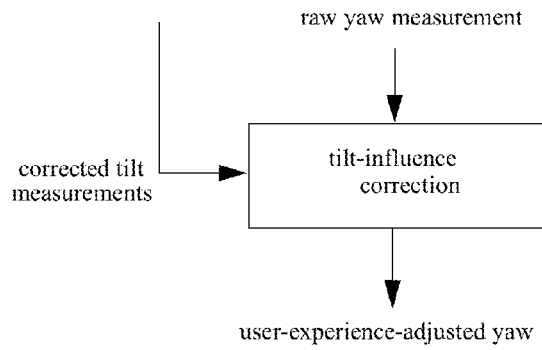 raw yaw measurement
corrected tilt
measurements
tilt-influence
correction
user-experience-adjusted yaw